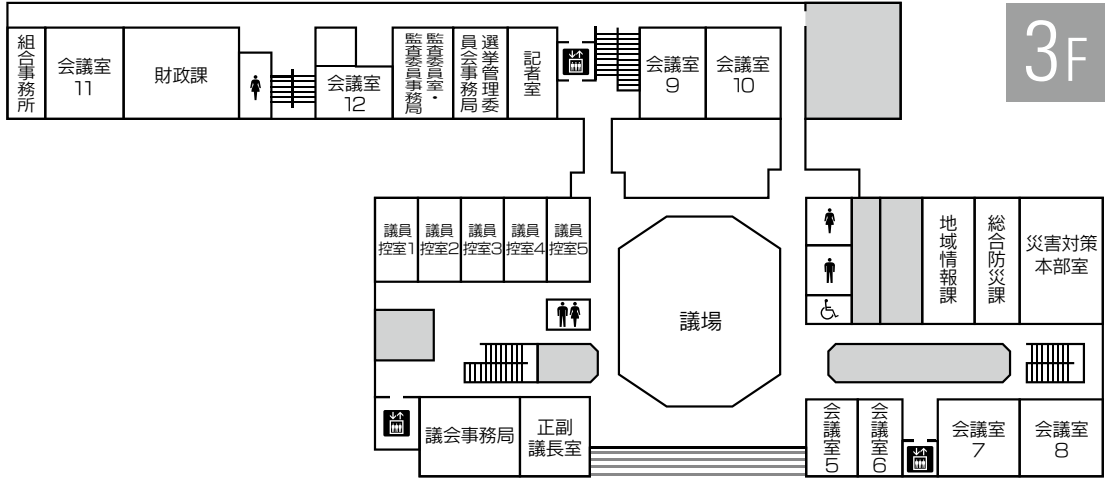 3F
組合事務所
会議室
11
財政課
会議室
12
監査委員室・
監査委員事務局
選挙管理委
員会事務局
記者室
会議室
9
会議室
10
議員
控室1
議員
控室2
議員
控室3
議員
控室4
議員
控室5
議場
地域情報課
総合防災課
災害対策
本部室
議会事務局
正副
議長室
会議室5
会議室6
会議室
7
会議室
8